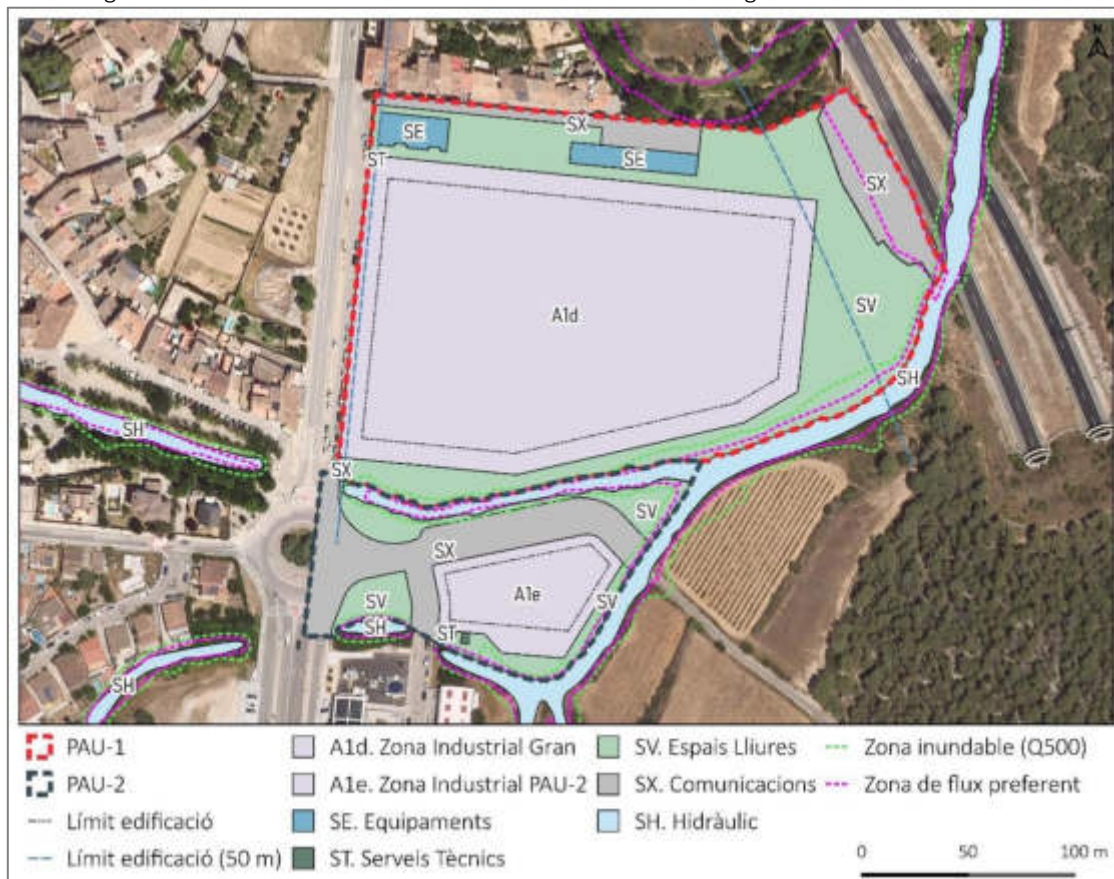 N
SX
SE
SE
ST
SX
A1d
SV
SH
SH
SX
SV
SX
A1e
SV
SV
SH
ST
SH
PAU-1
A1d. Zona Industrial Gran
SV. Espais Lliures
Zona inundable (Q500)
PAU-2
A1e. Zona Industrial PAU-2
SX. Comunicacions
Zona de flux preferent
Límit edificació
SE. Equipaments
SH. Hidràulic
Límit edificació (50 m)
ST. Serveis Tècnics
0 50 100 m